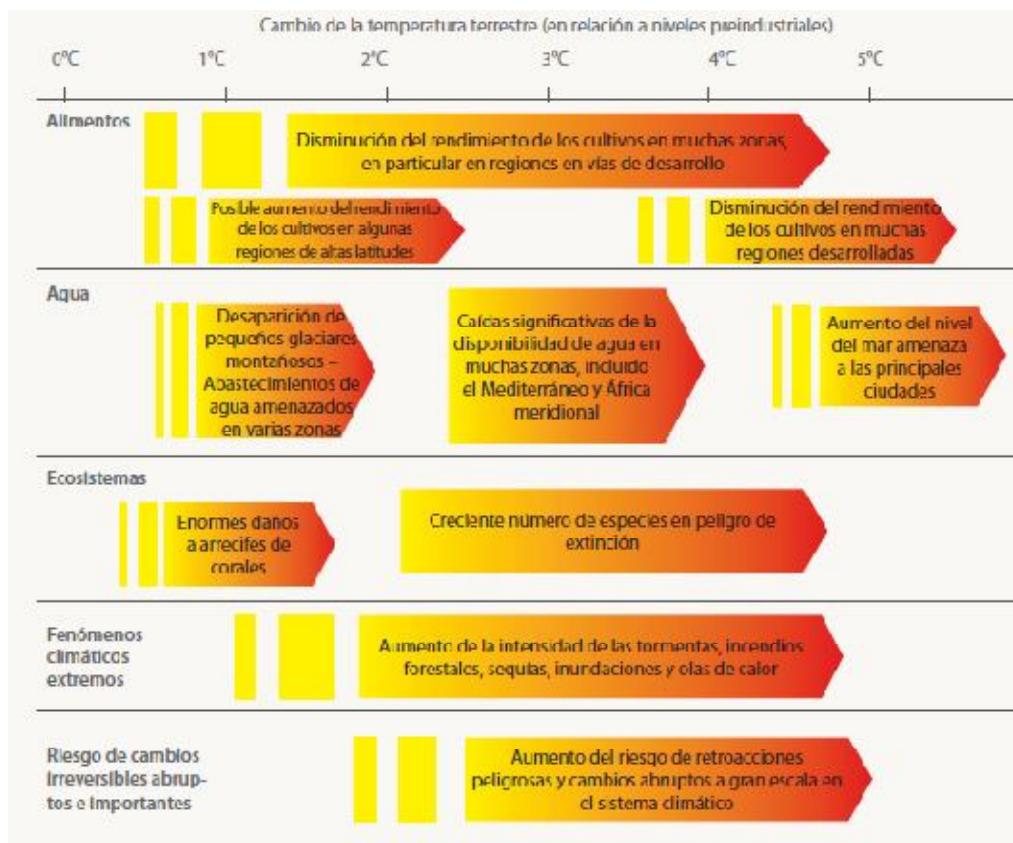 Cambio de la temperatura terrestre (en relación a niveles preindustriales)
0°C 1°C 2°C 3°C 4°C 5°C
Alimentos
Disminución del rendimiento de los cultivos en muchas zonas,
en particular en regiones en vías de desarrollo
Posible aumento del rendimiento
de los cultivos en algunas
regiones de altas latitudes
Disminución del rendimiento
de los cultivos en muchas
regiones desarrolladas
Agua
Desaparición de
pequeños glaciares
montañosos –
Abastecimientos de
agua amenazados
en varias zonas
Caídas significativas de la
disponibilidad de agua en
muchas zonas, incluido
el Mediterráneo y África
meridional
Aumento del nivel
del mar amenaza
a las principales
ciudades
Ecosistemas
Enormes daños
a arrecifes de
corales
Creciente número de especies en peligro de
extinción
Fenómenos
climáticos
extremos
Aumento de la intensidad de las tormentas, incendios
forestales, sequías, inundaciones y olas de calor
Riesgo de cambios
irreversibles abrup-
tos e importantes
Aumento del riesgo de retroacciones
peligrosas y cambios abruptos a gran escala en
el sistema climático